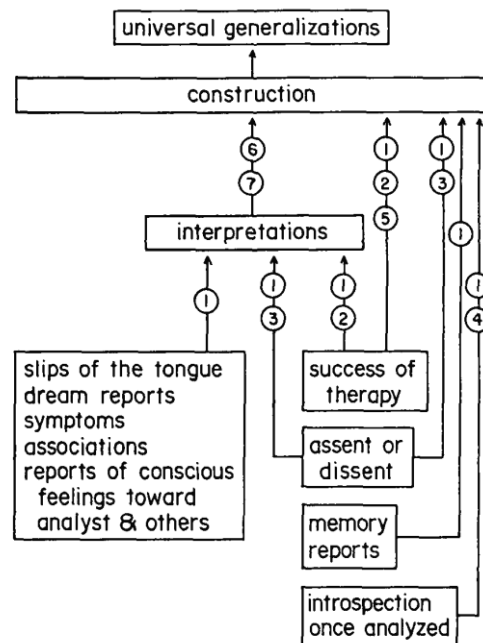 universal generalizations
construction
6
7
1
2
5
1
3
1
1
4
interpretations
1
1
3
1
2
slips of the tongue
dream reports
symptoms
associations
reports of conscious
feelings toward
analyst & others
success of
therapy
assent or
dissent
memory
reports
introspection
once analyzed